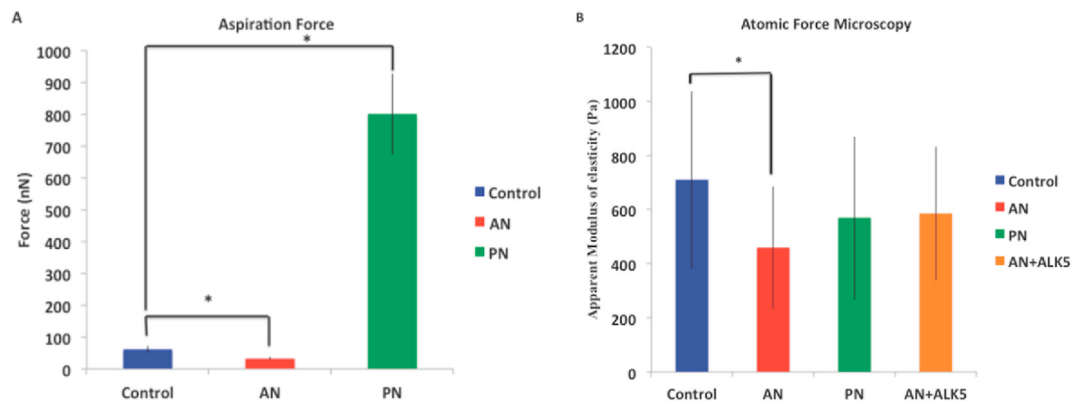 A
Aspiration Force
*
1000
900
800
700
600
500
400
300
200
100
0
Force (nN)
*
Control
AN
PN
Control
AN
PN
B
Atomic Force Microscopy
*
1200
1000
800
600
400
200
0
Apparent Modulus of elasticity (Pa)
Control
AN
PN
AN+ALK5
Control
AN
PN
AN+ALK5